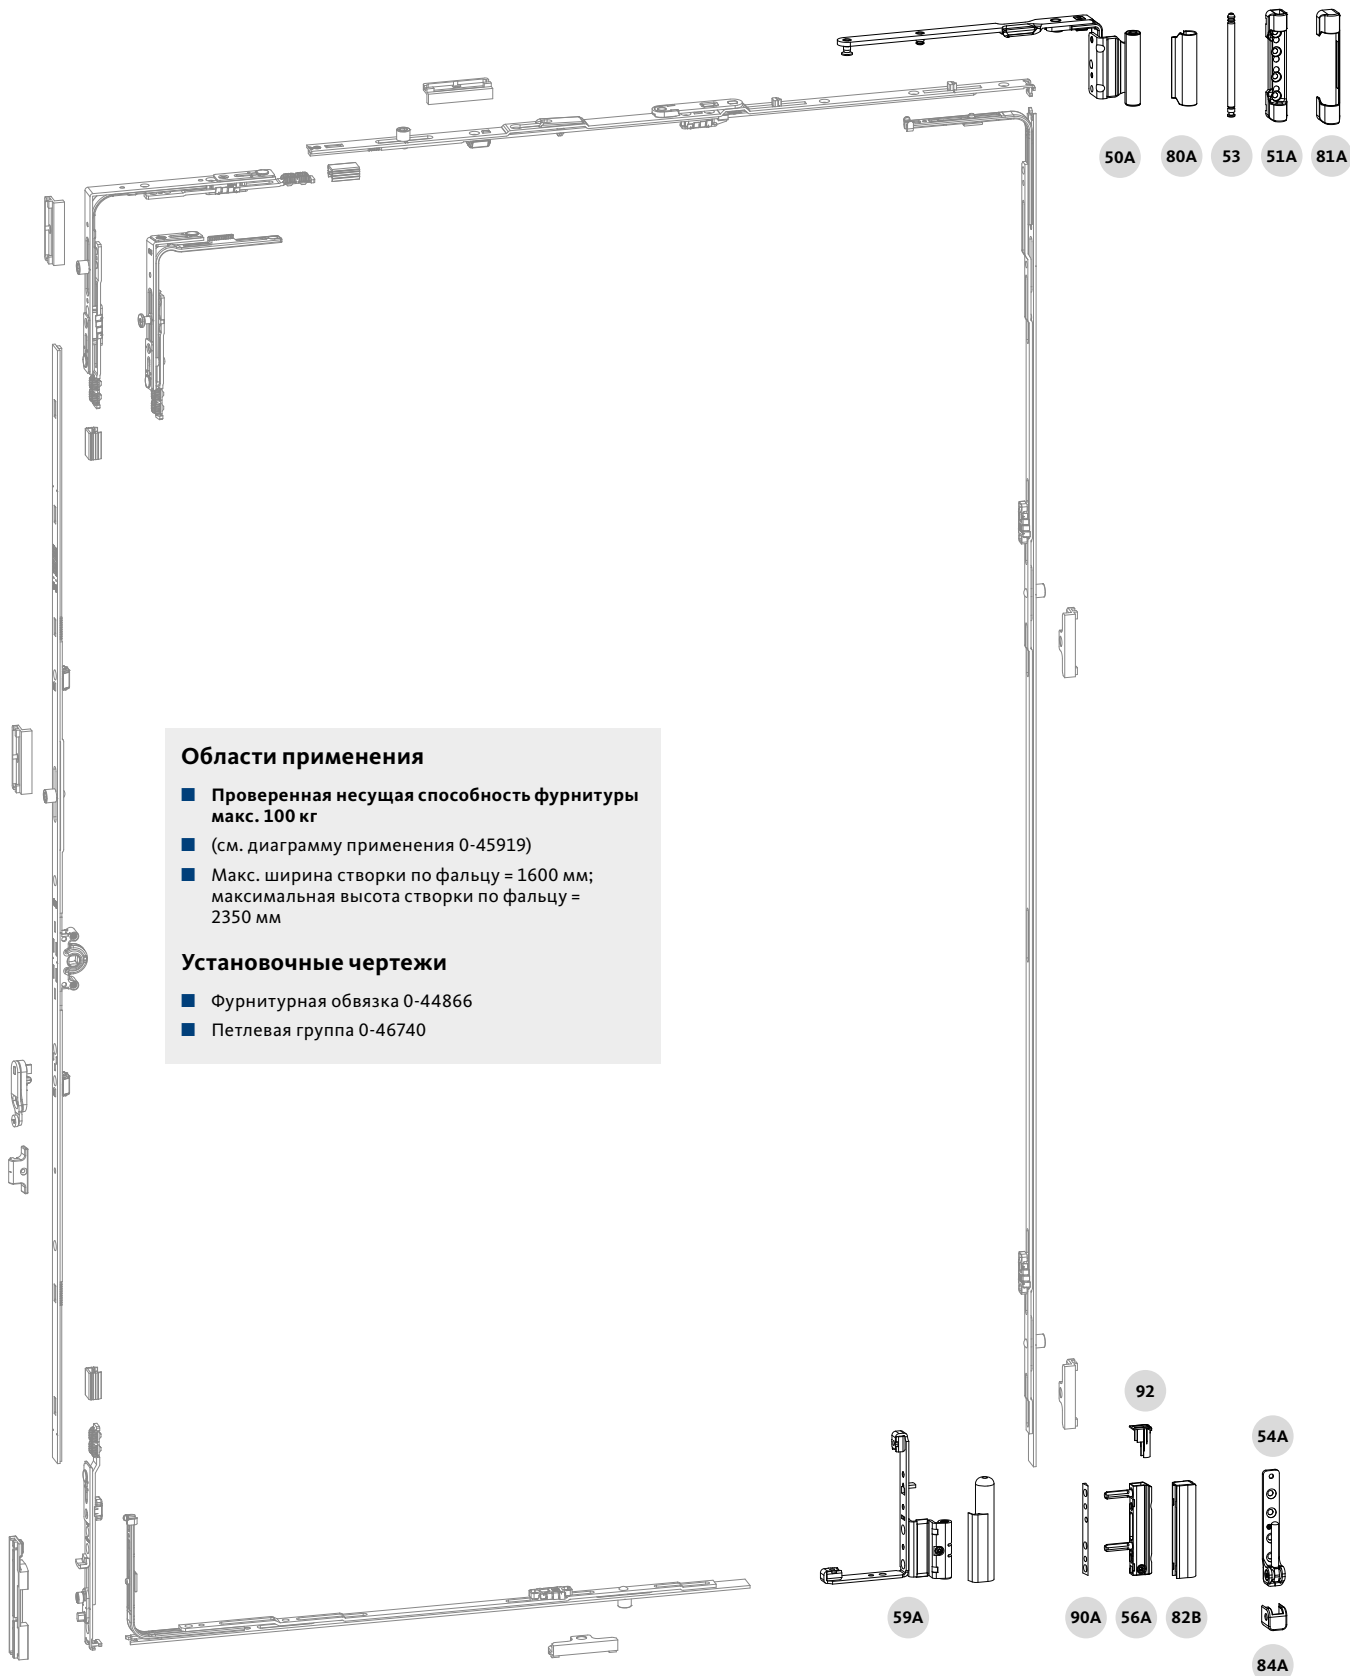 50A
80A
53
51A
81A
Области применения
■ Проверенная несущая способность фурнитуры
макс. 100 кг
■ (см. диаграмму применения 0-45919)
■ Макс. ширина створки по фальцу = 1600 мм;
максимальная высота створки по фальцу =
2350 мм
Установочные чертежи
■ Фурнитурная обвязка 0-44866
■ Петлевая группа 0-46740
92
54A
59A
90A
56A
82B
84A